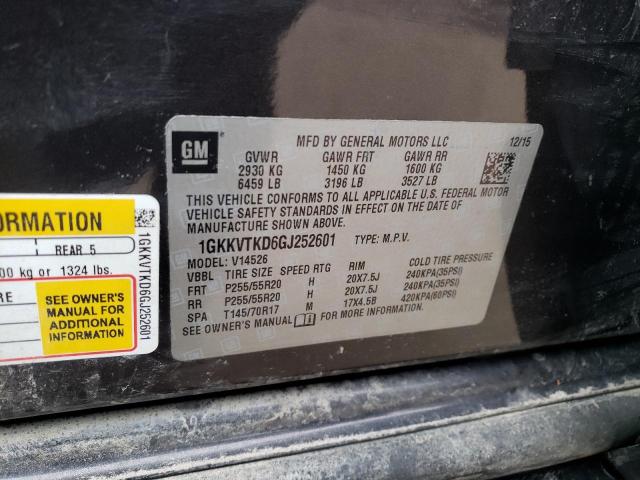 GM
MFD BY GENERAL MOTORS LLC
12/15
GVWR GAWR FRT GAWR RR
2930 KG 1450 KG 1600 KG
6459 LB 3196 LB 3527 LB
THIS VEHICLE CONFORMS TO ALL APPLICABLE U.S. FEDERAL MOTOR
VEHICLE SAFETY STANDARDS IN EFFECT ON THE DATE OF
MANUFACTURE SHOWN ABOVE.
1GKKVTKD6GJ252601 TYPE: M.P.V.
MODEL: V14526
VBBL TIRE SIZE SPEED RTG RIM COLD TIRE PRESSURE
FRT P255/55R20 H 20X7.5J 240KPA(35PSI)
RR P255/55R20 H 20X7.5J 240KPA(35PSI)
SPA T145/70R17 M 17X4.5B 420KPA(60PSI)
SEE OWNER'S MANUAL FOR MORE INFORMATION.
ORMATION
REAR 5
00 kg or 1324 lbs.
RE
SEE OWNER'S
MANUAL FOR
ADDITIONAL
INFORMATION
1GKKVTKD6GJ252601